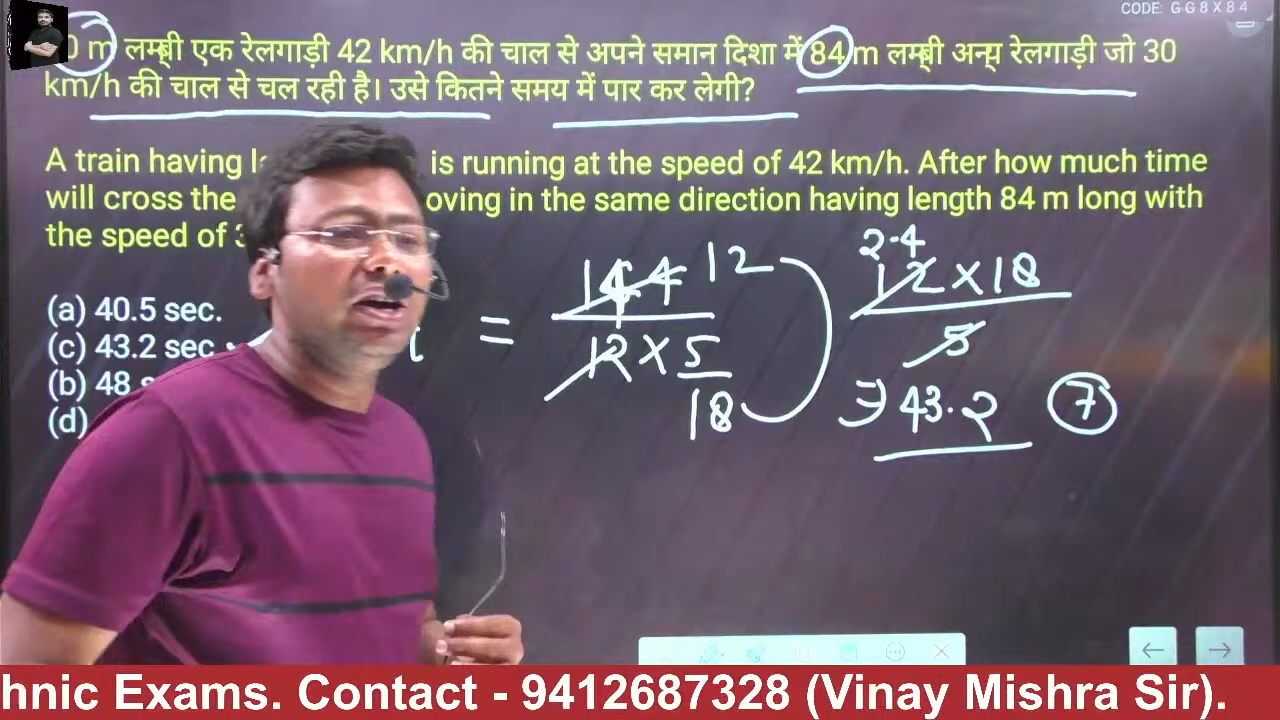 CODE: GG8X84
0 m लम्बी एक रेलगाड़ी 42 km/h की चाल से अपने समान दिशा में 84 m लम्बी अन्य रेलगाड़ी जो 30
km/h की चाल से चल रही है। उसे कितने समय में पार कर लेगी?
A train having is running at the speed of 42 km/h. After how much time
will cross the in the same direction having length 84 m long with
the speed of
(a) 40.5 sec.
(c) 43.2 sec
(b) 48
(d)
= 144 12
12 × 5
18
2.4
12 × 18
5
⇒ 43.2 7
hnic Exams. Contact - 9412687328 (Vinay Mishra Sir).